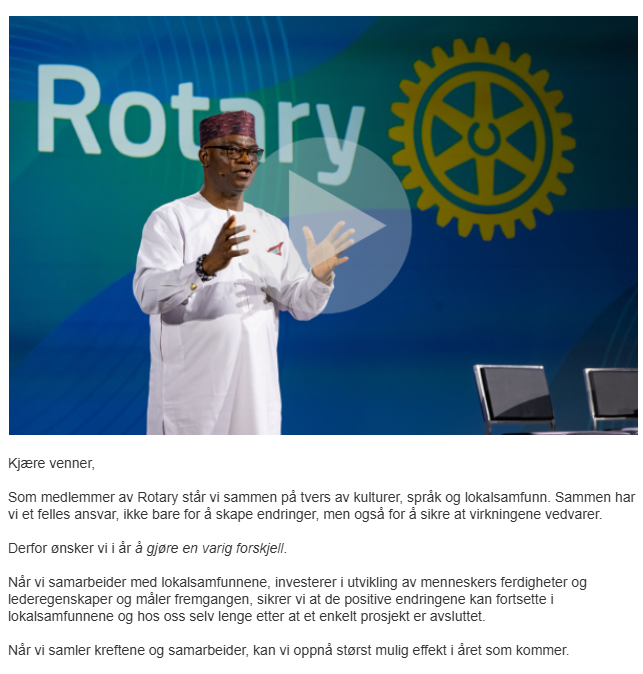 Rotary
Kjære venner,
Som medlemmer av Rotary står vi sammen på tvers av kulturer, språk og lokalsamfunn. Sammen har
vi et felles ansvar, ikke bare for å skape endringer, men også for å sikre at virkningene vedvarer.
Derfor ønsker vi i år å gjøre en varig forskjell.
Når vi samarbeider med lokalsamfunnene, investerer i utvikling av menneskers ferdigheter og
lederegenskaper og måler fremgangen, sikrer vi at de positive endringene kan fortsette i
lokalsamfunnene og hos oss selv lenge etter at et enkelt prosjekt er avsluttet.
Når vi samler kreftene og samarbeider, kan vi oppnå størst mulig effekt i året som kommer.